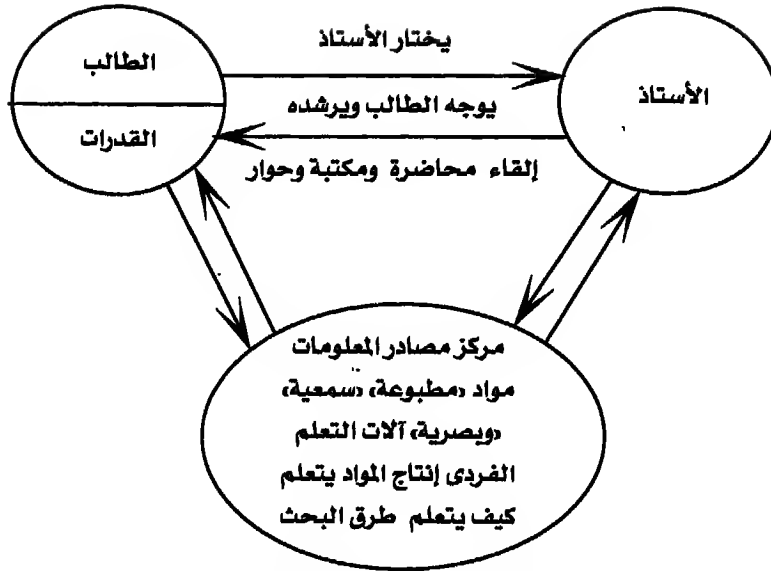 الطالب
القدرات
يختار الأستاذ
يوجه الطالب ويرشده
إلقاء محاضرة ومكتبة وحوار
الأستاذ
مركز مصادر المعلومات
مواد «مطبوعة» «سمعية»
«وبصرية» آلات التعلم
الفردى إنتاج المواد يتعلم
كيف يتعلم طرق البحث